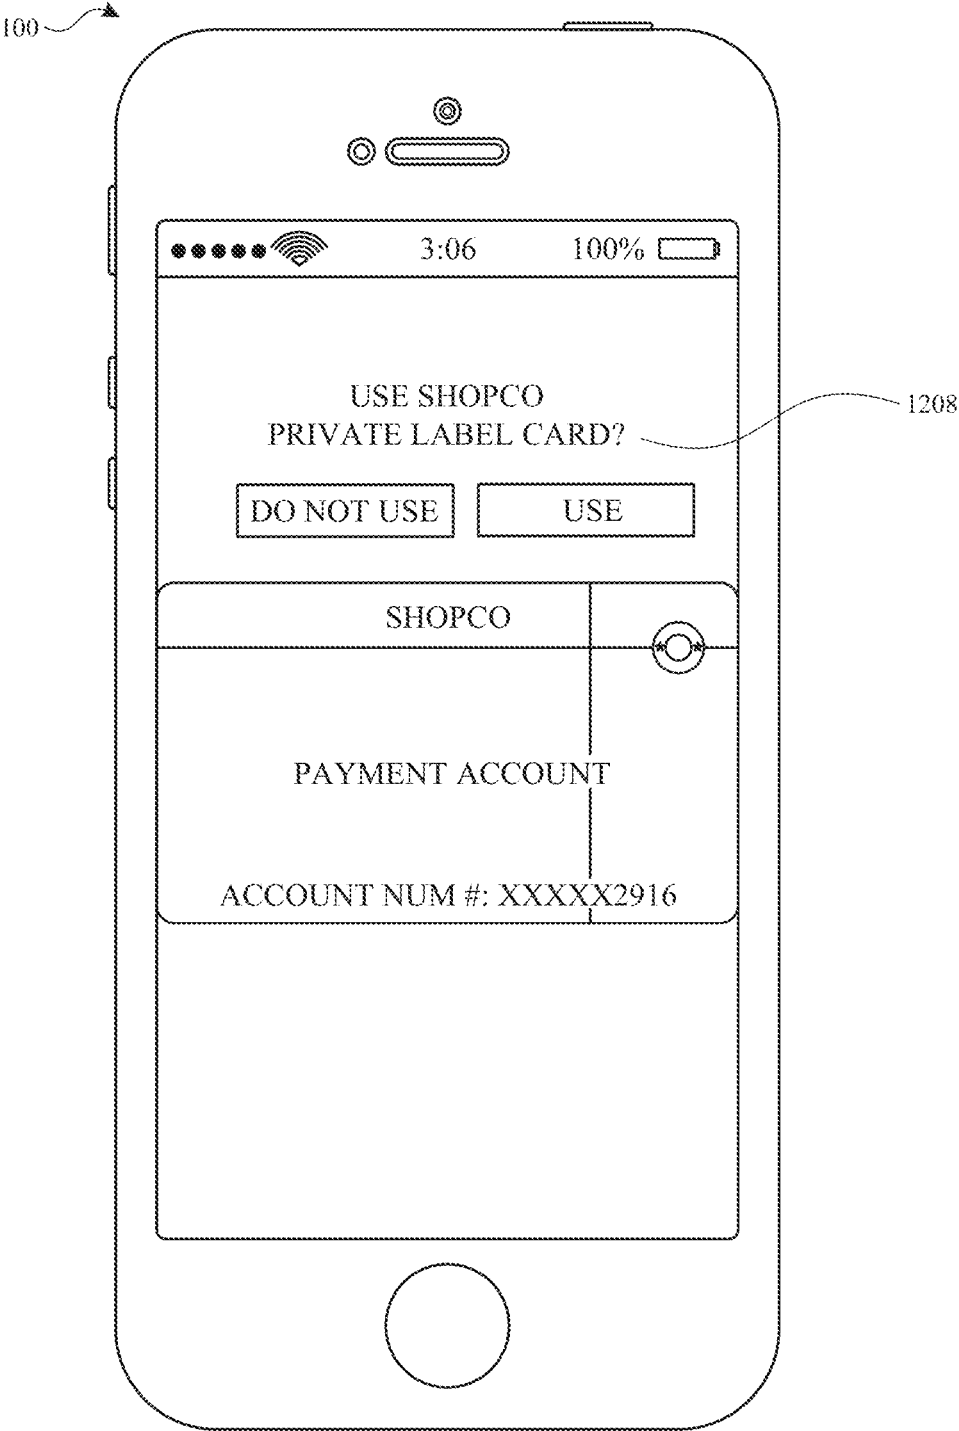 100
3:06 100%
USE SHOPCO
PRIVATE LABEL CARD?
1208
DO NOT USE USE
SHOPCO
PAYMENT ACCOUNT
ACCOUNT NUM #: XXXXX2916